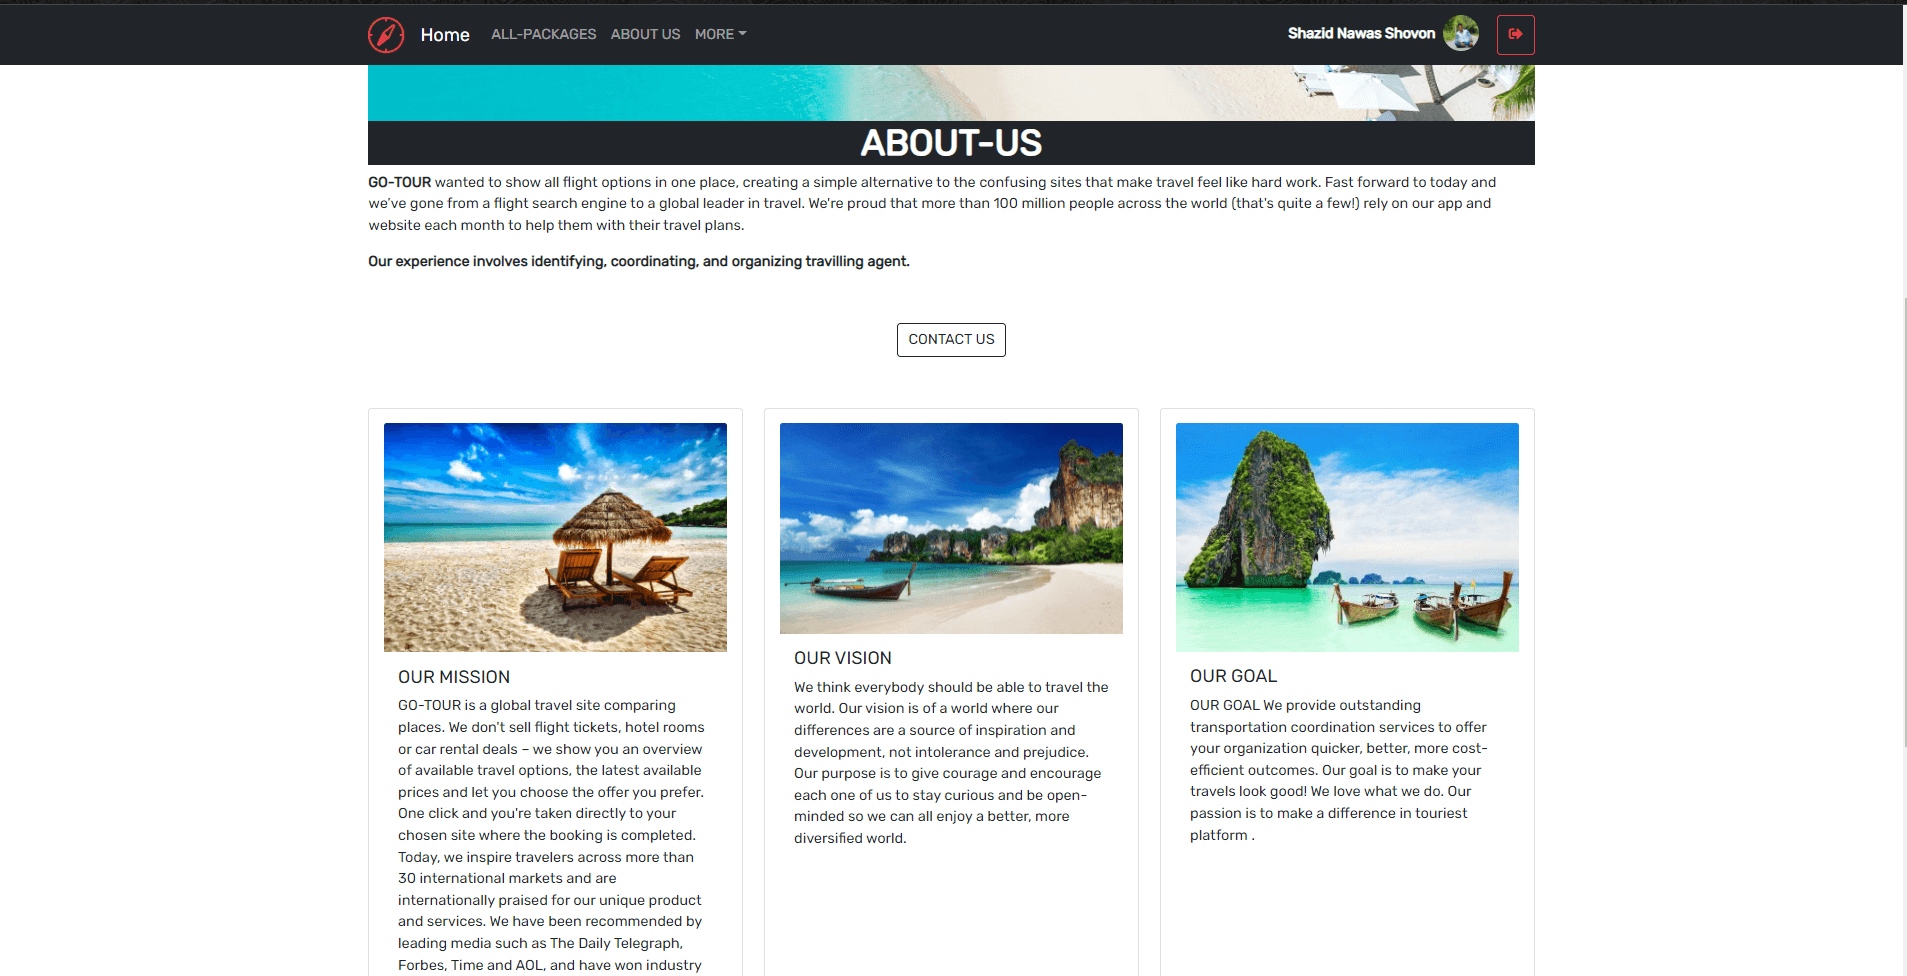 Home ALL-PACKAGES ABOUT US MORE Shazid Nawas Shovon
ABOUT-US
GO-TOUR wanted to show all flight options in one place, creating a simple alternative to the confusing sites that make travel feel like hard work. Fast forward to today and
we've gone from a flight search engine to a global leader in travel. We're proud that more than 100 million people across the world (that's quite a few!) rely on our app and
website each month to help them with their travel plans.
Our experience involves identifying, coordinating, and organizing travilling agent.
CONTACT US
OUR MISSION
GO-TOUR is a global travel site comparing
places. We don't sell flight tickets, hotel rooms
or car rental deals – we show you an overview
of available travel options, the latest available
prices and let you choose the offer you prefer.
One click and you're taken directly to your
chosen site where the booking is completed.
Today, we inspire travelers across more than
30 international markets and are
internationally praised for our unique product
and services. We have been recommended by
leading media such as The Daily Telegraph,
Forbes, Time and AOL, and have won industry
OUR VISION
We think everybody should be able to travel the
world. Our vision is of a world where our
differences are a source of inspiration and
development, not intolerance and prejudice.
Our purpose is to give courage and encourage
each one of us to stay curious and be open-
minded so we can all enjoy a better, more
diversified world.
OUR GOAL
OUR GOAL We provide outstanding
transportation coordination services to offer
your organization quicker, better, more cost-
efficient outcomes. Our goal is to make your
travels look good! We love what we do. Our
passion is to make a difference in touriest
platform .